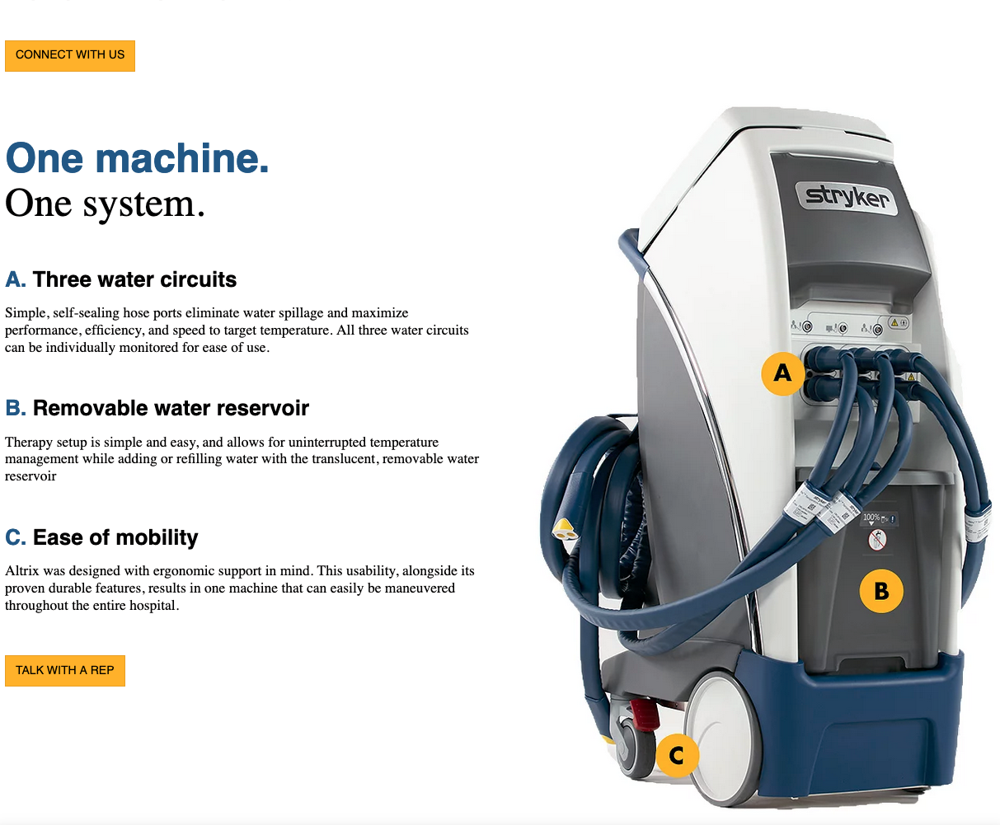 CONNECT WITH US
One machine.
One system.
A. Three water circuits
Simple, self-sealing hose ports eliminate water spillage and maximize
performance, efficiency, and speed to target temperature. All three water circuits
can be individually monitored for ease of use.
B. Removable water reservoir
Therapy setup is simple and easy, and allows for uninterrupted temperature
management while adding or refilling water with the translucent, removable water
reservoir
C. Ease of mobility
Altrix was designed with ergonomic support in mind. This usability, alongside its
proven durable features, results in one machine that can easily be maneuvered
throughout the entire hospital.
TALK WITH A REP
stryker
A
stryker
100%
B
C